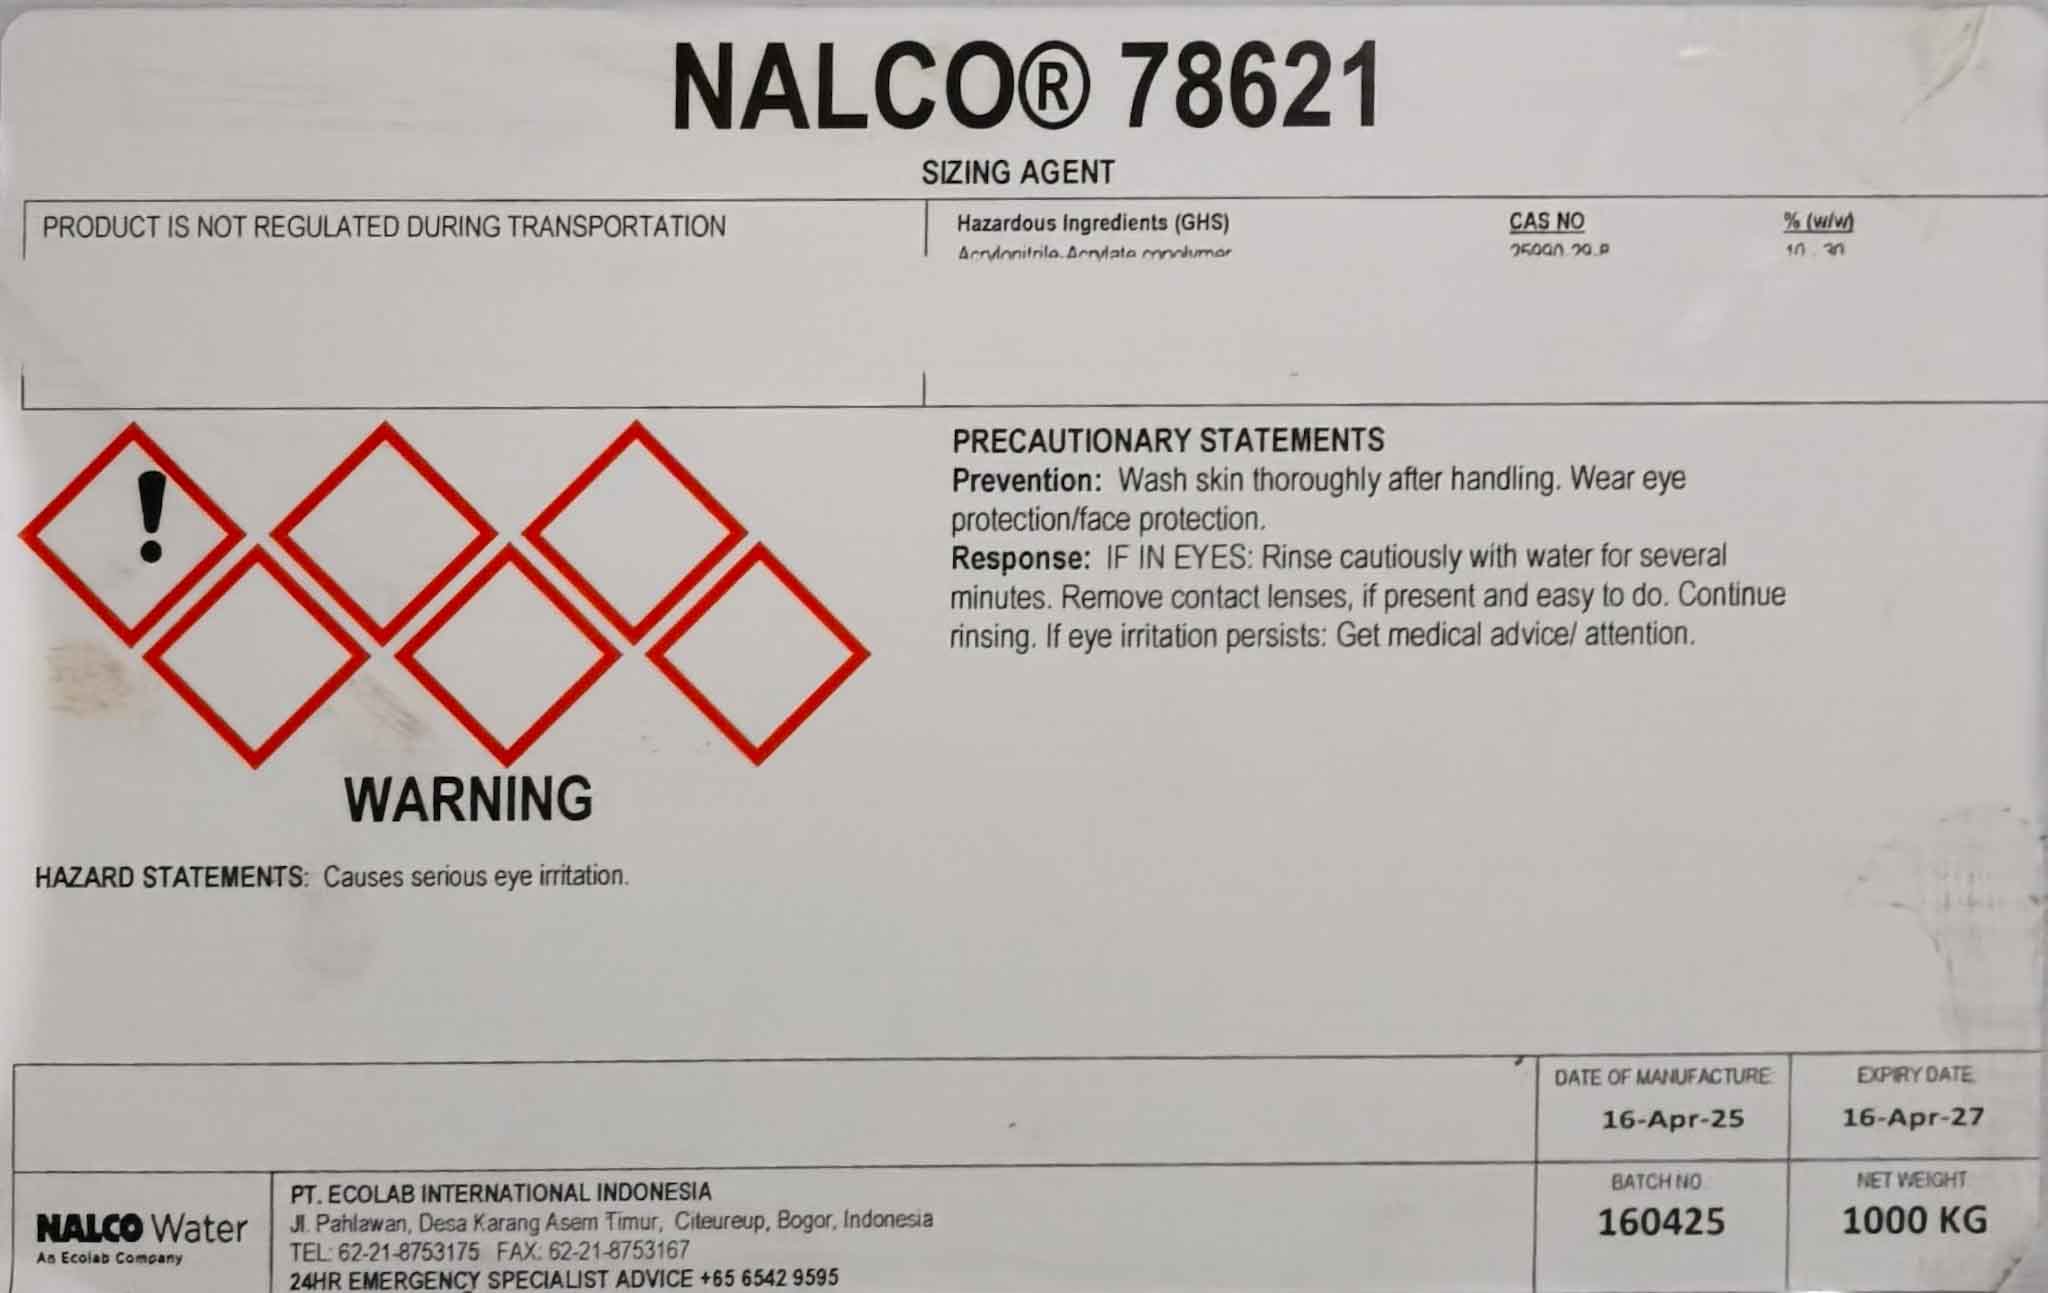 NALCO® 78621
SIZING AGENT
PRODUCT IS NOT REGULATED DURING TRANSPORTATION
Hazardous Ingredients (GHS) CAS NO % (w/w)
Acrylonitrile-Acrylate copolymer 10 - 30
!
WARNING
HAZARD STATEMENTS: Causes serious eye irritation.
PRECAUTIONARY STATEMENTS
Prevention: Wash skin thoroughly after handling. Wear eye
protection/face protection.
Response: IF IN EYES: Rinse cautiously with water for several
minutes. Remove contact lenses, if present and easy to do. Continue
rinsing. If eye irritation persists: Get medical advice/ attention.
DATE OF MANUFACTURE
16-Apr-25
EXPIRY DATE
16-Apr-27
NALCO Water
An Ecolab Company
PT. ECOLAB INTERNATIONAL INDONESIA
Jl. Pahlawan, Desa Karang Asem Timur, Citeureup, Bogor, Indonesia
TEL: 62-21-8753175 FAX: 62-21-8753167
24HR EMERGENCY SPECIALIST ADVICE +65 6542 9595
BATCH NO.
160425
NET WEIGHT
1000 KG